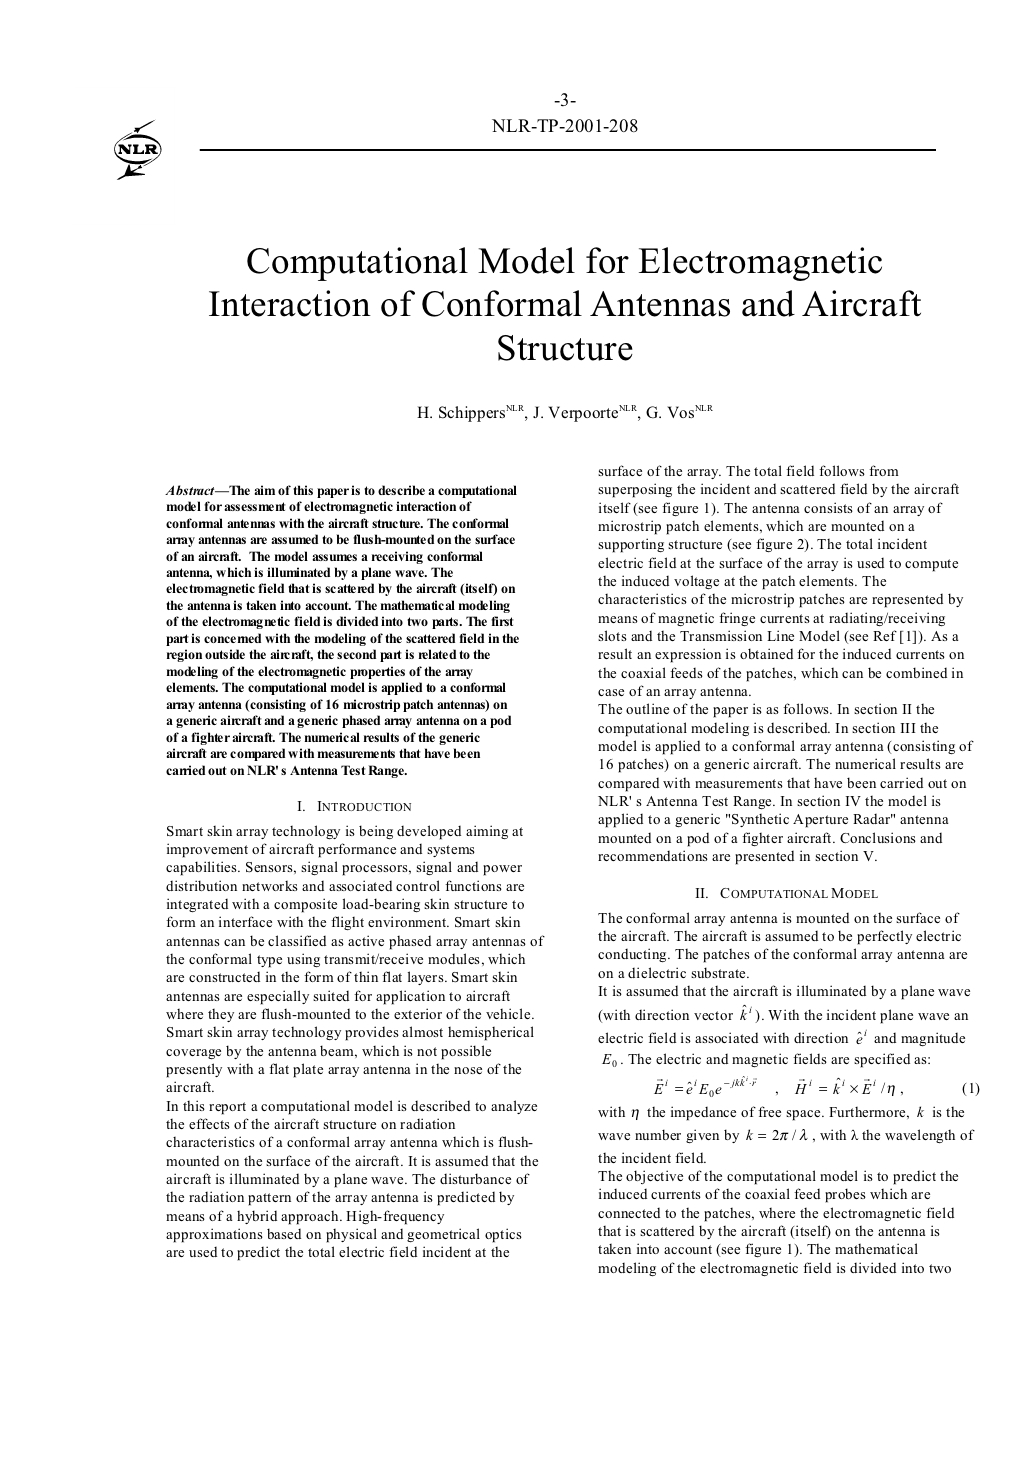 -3-
NLR-TP-2001-208
NLR
Computational Model for Electromagnetic
Interaction of Conformal Antennas and Aircraft
Structure
H. Schippers^NLR, J. Verpoorte^NLR, G. Vos^NLR
Abstract—The aim of this paper is to describe a computational
model for assessment of electromagnetic interaction of
conformal antennas with the aircraft structure. The conformal
array antennas are assumed to be flush-mounted on the surface
of an aircraft. The model assumes a receiving conformal
antenna, which is illuminated by a plane wave. The
electromagnetic field that is scattered by the aircraft (itself) on
the antenna is taken into account. The mathematical modeling
of the electromagnetic field is divided into two parts. The first
part is concerned with the modeling of the scattered field in the
region outside the aircraft, the second part is related to the
modeling of the electromagnetic properties of the array
elements. The computational model is applied to a conformal
array antenna (consisting of 16 microstrip patch antennas) on
a generic aircraft and a generic phased array antenna on a pod
of a fighter aircraft. The numerical results of the generic
aircraft are compared with measurements that have been
carried out on NLR' s Antenna Test Range.
I. INTRODUCTION
Smart skin array technology is being developed aiming at
improvement of aircraft performance and systems
capabilities. Sensors, signal processors, signal and power
distribution networks and associated control functions are
integrated with a composite load-bearing skin structure to
form an interface with the flight environment. Smart skin
antennas can be classified as active phased array antennas of
the conformal type using transmit/receive modules, which
are constructed in the form of thin flat layers. Smart skin
antennas are especially suited for application to aircraft
where they are flush-mounted to the exterior of the vehicle.
Smart skin array technology provides almost hemispherical
coverage by the antenna beam, which is not possible
presently with a flat plate array antenna in the nose of the
aircraft.
In this report a computational model is described to analyze
the effects of the aircraft structure on radiation
characteristics of a conformal array antenna which is flush-
mounted on the surface of the aircraft. It is assumed that the
aircraft is illuminated by a plane wave. The disturbance of
the radiation pattern of the array antenna is predicted by
means of a hybrid approach. High-frequency
approximations based on physical and geometrical optics
are used to predict the total electric field incident at the
surface of the array. The total field follows from
superposing the incident and scattered field by the aircraft
itself (see figure 1). The antenna consists of an array of
microstrip patch elements, which are mounted on a
supporting structure (see figure 2). The total incident
electric field at the surface of the array is used to compute
the induced voltage at the patch elements. The
characteristics of the microstrip patches are represented by
means of magnetic fringe currents at radiating/receiving
slots and the Transmission Line Model (see Ref [1]). As a
result an expression is obtained for the induced currents on
the coaxial feeds of the patches, which can be combined in
case of an array antenna.
The outline of the paper is as follows. In section II the
computational modeling is described. In section III the
model is applied to a conformal array antenna (consisting of
16 patches) on a generic aircraft. The numerical results are
compared with measurements that have been carried out on
NLR' s Antenna Test Range. In section IV the model is
applied to a generic "Synthetic Aperture Radar" antenna
mounted on a pod of a fighter aircraft. Conclusions and
recommendations are presented in section V.
II. COMPUTATIONAL MODEL
The conformal array antenna is mounted on the surface of
the aircraft. The aircraft is assumed to be perfectly electric
conducting. The patches of the conformal array antenna are
on a dielectric substrate.
It is assumed that the aircraft is illuminated by a plane wave
(with direction vector k̂^i ). With the incident plane wave an
electric field is associated with direction ê^i and magnitude
E₀ . The electric and magnetic fields are specified as:
E⃗^i = ê^i E₀ e^{−jk k̂^i·r⃗} , H⃗^i = k̂^i × E⃗^i / η , (1)
with η the impedance of free space. Furthermore, k is the
wave number given by k = 2π / λ , with λ the wavelength of
the incident field.
The objective of the computational model is to predict the
induced currents of the coaxial feed probes which are
connected to the patches, where the electromagnetic field
that is scattered by the aircraft (itself) on the antenna is
taken into account (see figure 1). The mathematical
modeling of the electromagnetic field is divided into two